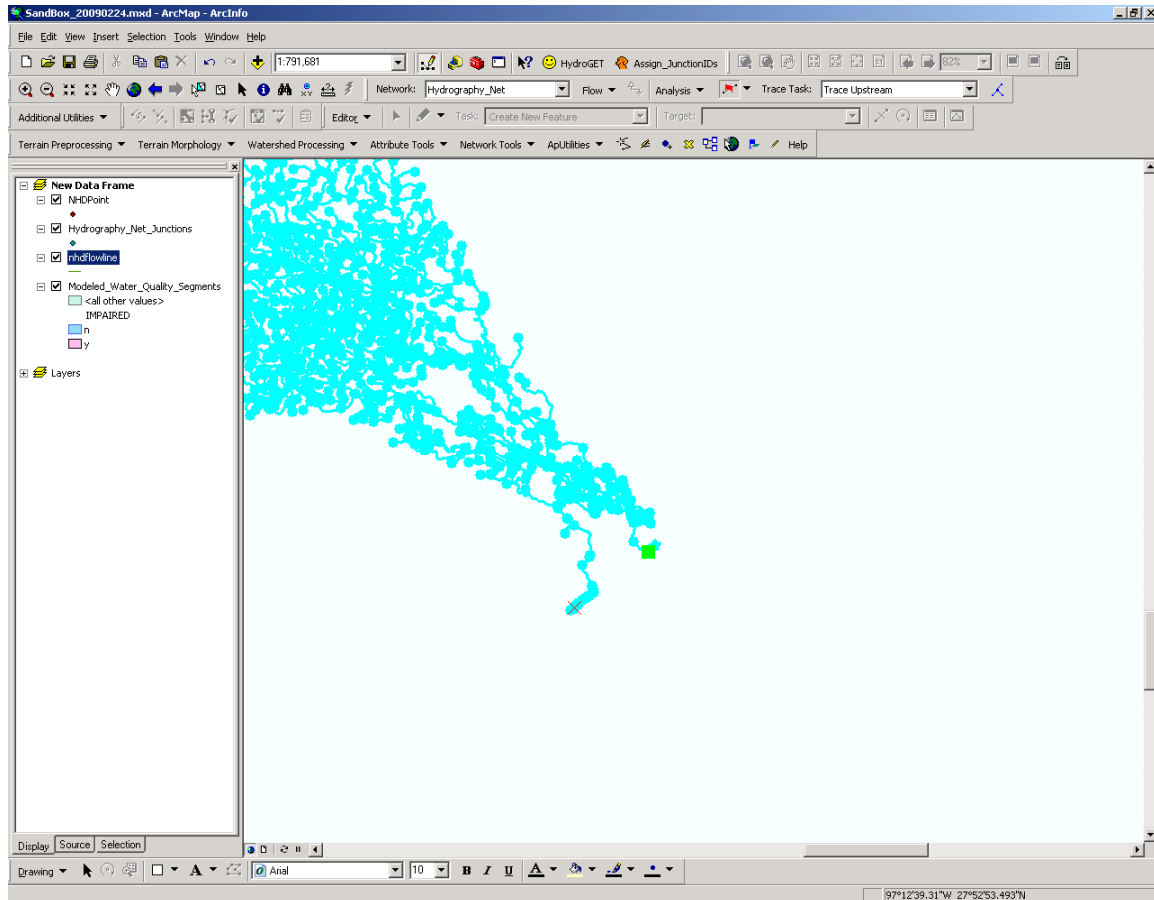 SandBox_20090224.mxd - ArcMap - ArcInfo
File Edit View Insert Selection Tools Window Help
1:791,681 HydroGET Assign_JunctionIDs 82%
Network: Hydrography_Net Flow Analysis Trace Task: Trace Upstream
Additional Utilities Editor Task: Create New Feature Target:
Terrain Preprocessing Terrain Morphology Watershed Processing Attribute Tools Network Tools ApUtilities Help
New Data Frame
NHDPoint
Hydrography_Net_Junctions
nhdflowline
Modeled_Water_Quality_Segments
<all other values>
IMPAIRED
n
y
Layers
Display Source Selection
Drawing A Arial 10 B I U A
97°12'39.31"W 27°52'53.493"N